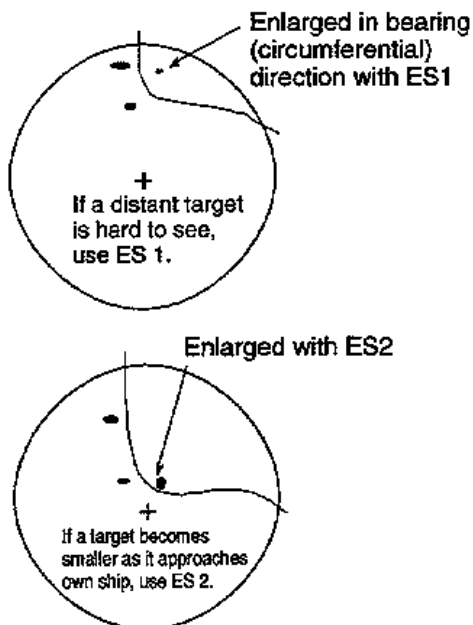 Enlarged in bearing
(circumferential)
direction with ES1
If a distant target
is hard to see,
use ES 1.
Enlarged with ES2
If a target becomes
smaller as it approaches
own ship, use ES 2.